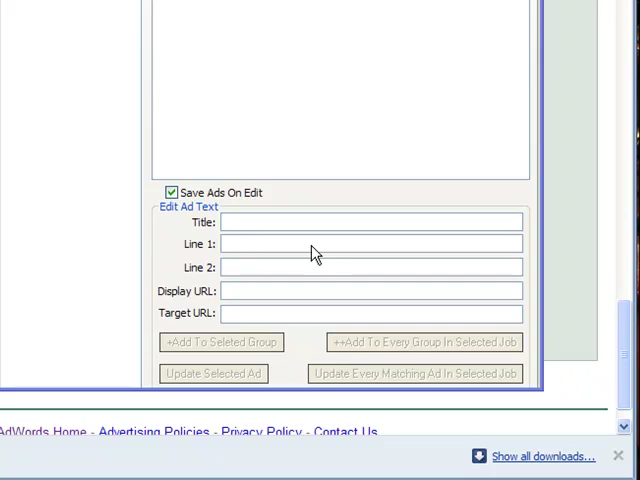 Save Ads On Edit
Edit Ad Text
Title:
Line 1:
Line 2:
Display URL:
Target URL:
+Add To Seleted Group ++Add To Every Group In Selected Job
Update Selected Ad Update Every Matching Ad In Selected Job
AdWords Home - Advertising Policies - Privacy Policy - Contact Us
Show all downloads...